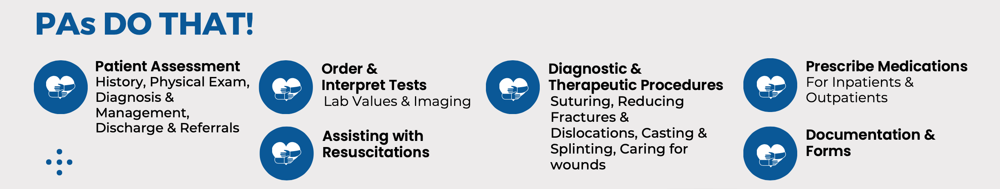 PAs DO THAT!
Patient Assessment
History, Physical Exam,
Diagnosis &
Management,
Discharge & Referrals
Order &
Interpret Tests
Lab Values & Imaging
Assisting with
Resuscitations
Diagnostic &
Therapeutic Procedures
Suturing, Reducing
Fractures &
Dislocations, Casting &
Splinting, Caring for
wounds
Prescribe Medications
For Inpatients &
Outpatients
Documentation &
Forms